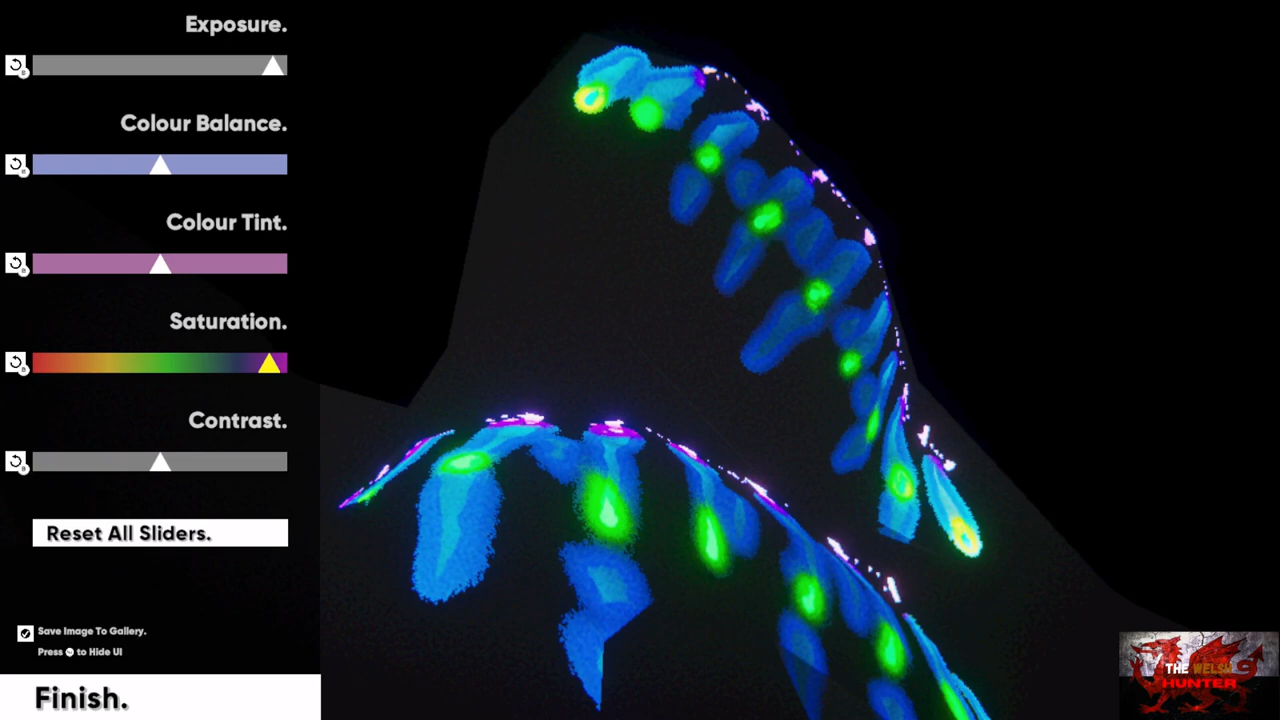 Exposure.
Colour Balance.
Colour Tint.
Saturation.
Contrast.
Reset All Sliders.
Save Image To Gallery.
Press to Hide UI
Finish.
THE WELSH
HUNTER